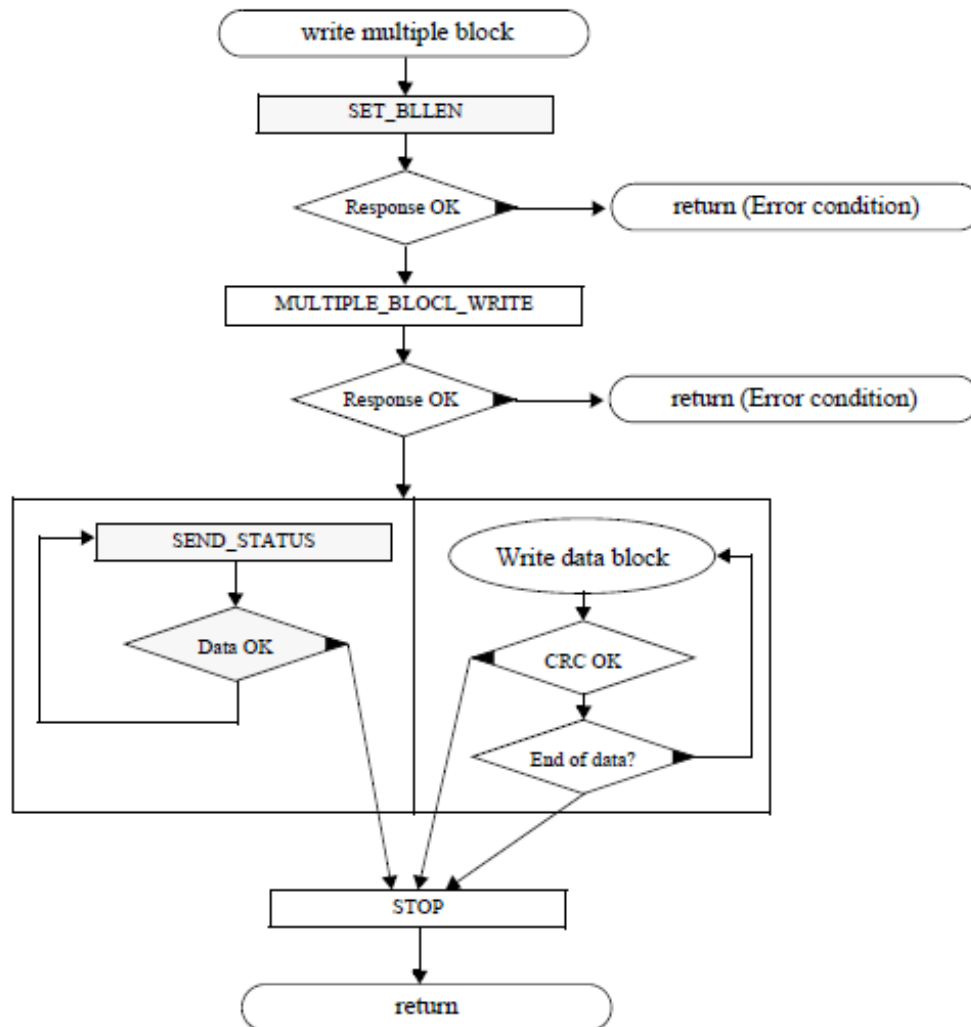 write multiple block
SET_BLLEN
Response OK
return (Error condition)
MULTIPLE_BLOCL_WRITE
Response OK
return (Error condition)
SEND_STATUS
Data OK
Write data block
CRC OK
End of data?
STOP
return